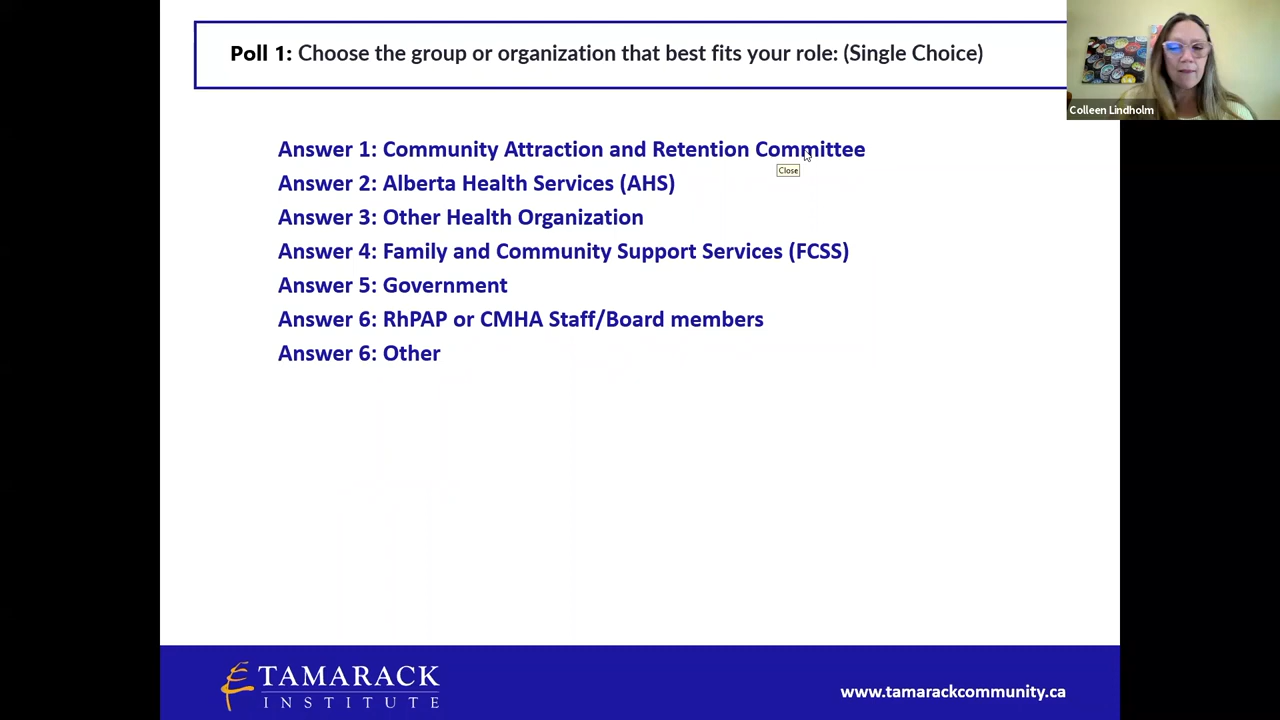 Poll 1: Choose the group or organization that best fits your role: (Single Choice)
Colleen Lindholm
Answer 1: Community Attraction and Retention Committee
Close
Answer 2: Alberta Health Services (AHS)
Answer 3: Other Health Organization
Answer 4: Family and Community Support Services (FCSS)
Answer 5: Government
Answer 6: RhPAP or CMHA Staff/Board members
Answer 6: Other
TAMARACK
INSTITUTE
www.tamarackcommunity.ca